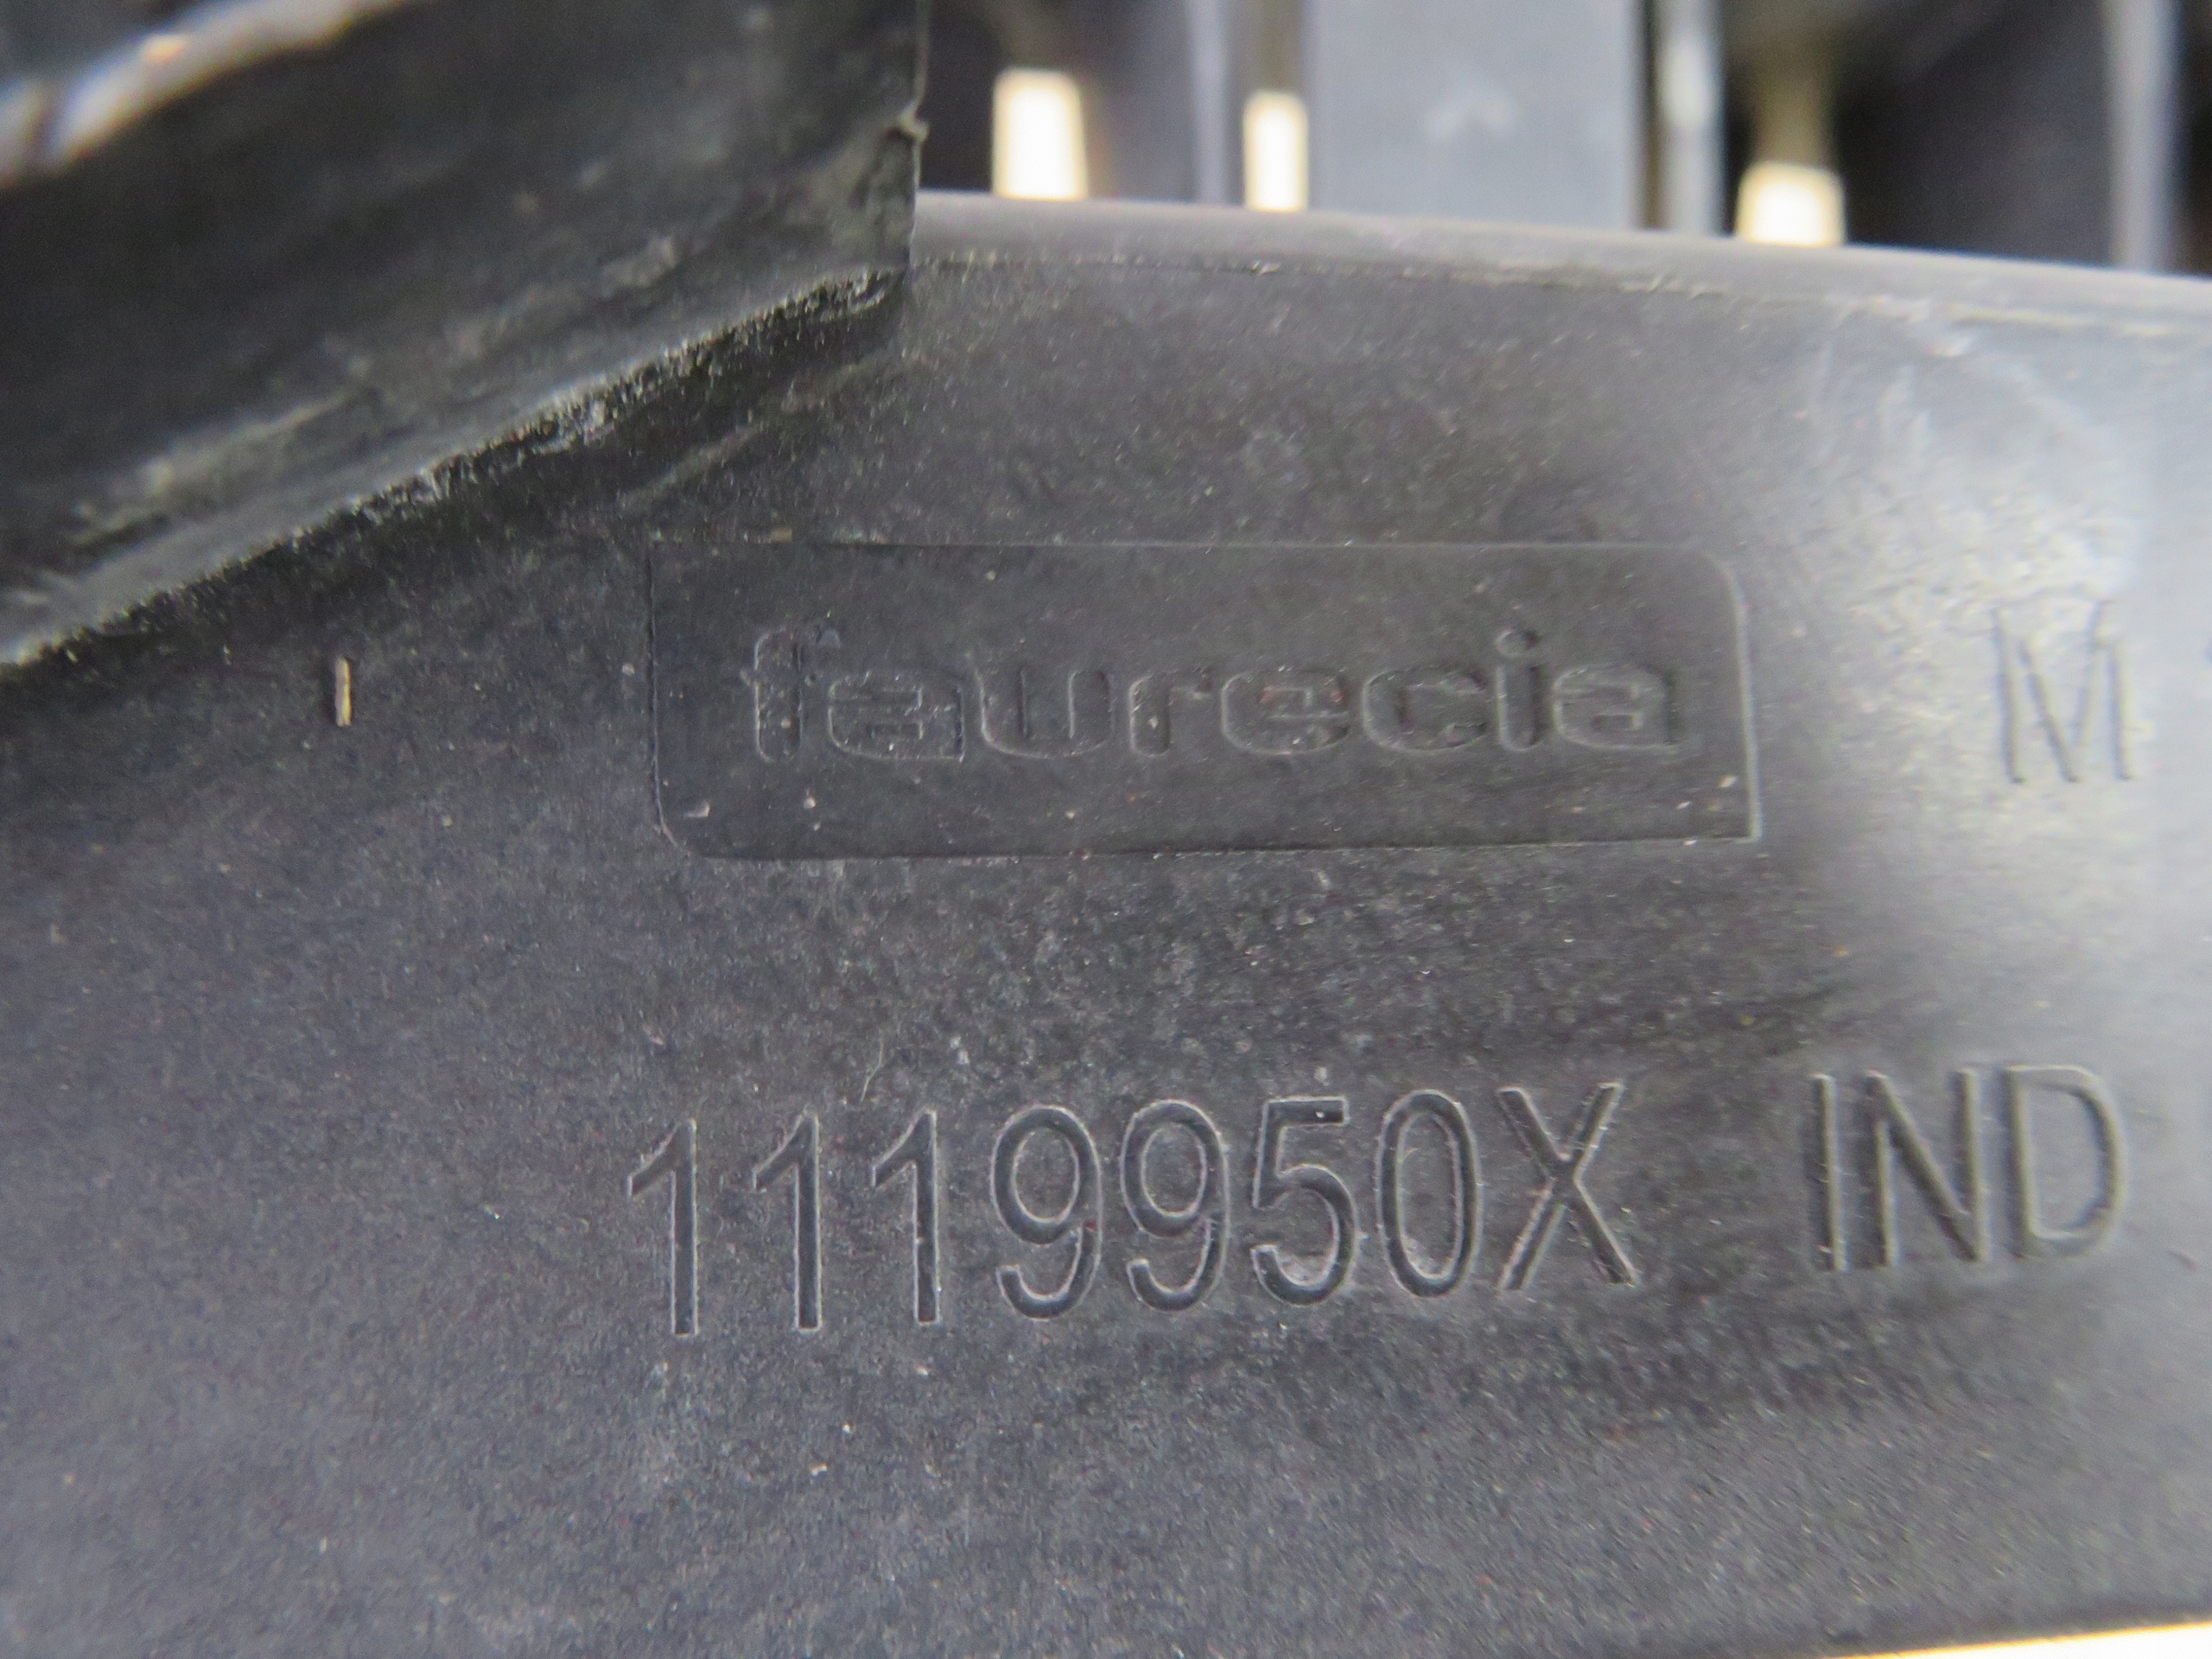 faurecia M
1119950X IND